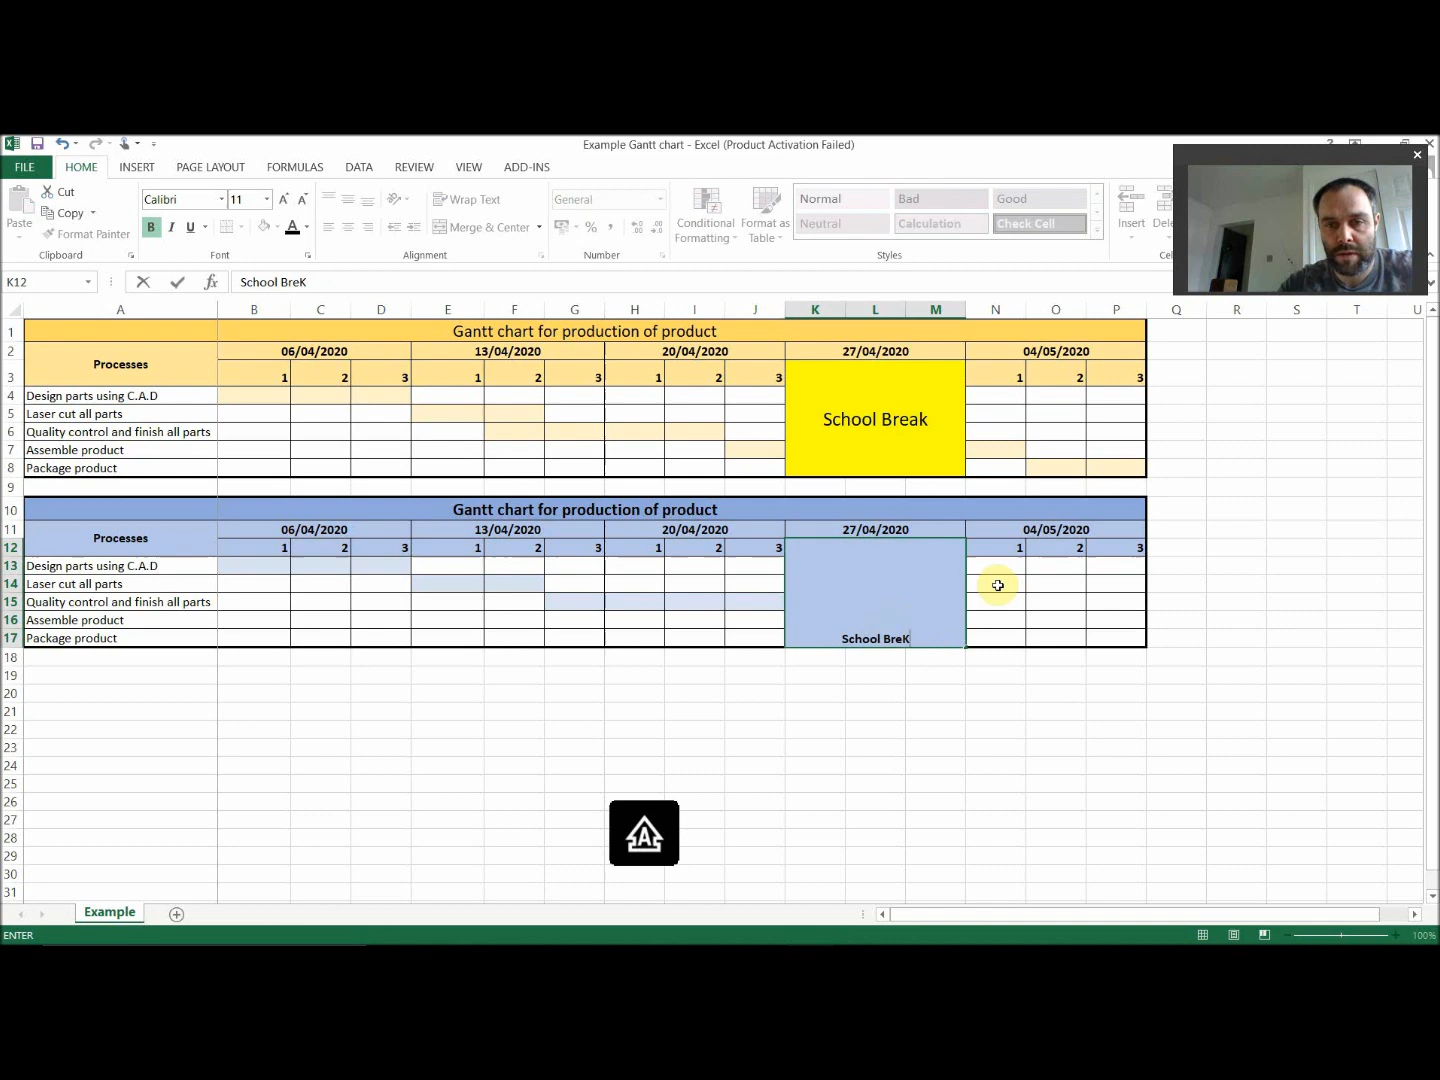 Example Gantt chart - Excel (Product Activation Failed)
FILE HOME INSERT PAGE LAYOUT FORMULAS DATA REVIEW VIEW ADD-INS
Cut
Copy
Format Painter
Paste
Clipboard
Calibri 11
B I U A
Font
Wrap Text
Merge & Center
Alignment
General
%
Number
Conditional Formatting
Format as Table
Normal Bad Good
Neutral Calculation Check Cell
Styles
Insert
K12 fx School BreK
A B C D E F G H I J K L M N O P Q R S T U
1 Gantt chart for production of product
2 Processes 06/04/2020 13/04/2020 20/04/2020 27/04/2020 04/05/2020
3 1 2 3 1 2 3 1 2 3 School Break 1 2 3
4 Design parts using C.A.D
5 Laser cut all parts
6 Quality control and finish all parts
7 Assemble product
8 Package product
9
10 Gantt chart for production of product
11 Processes 06/04/2020 13/04/2020 20/04/2020 27/04/2020 04/05/2020
12 1 2 3 1 2 3 1 2 3 1 2 3
13 Design parts using C.A.D
14 Laser cut all parts
15 Quality control and finish all parts
16 Assemble product
17 Package product School BreK
18
19
20
21
22
23
24
25
26
27
28
29
30
31
A
Example
ENTER 100%